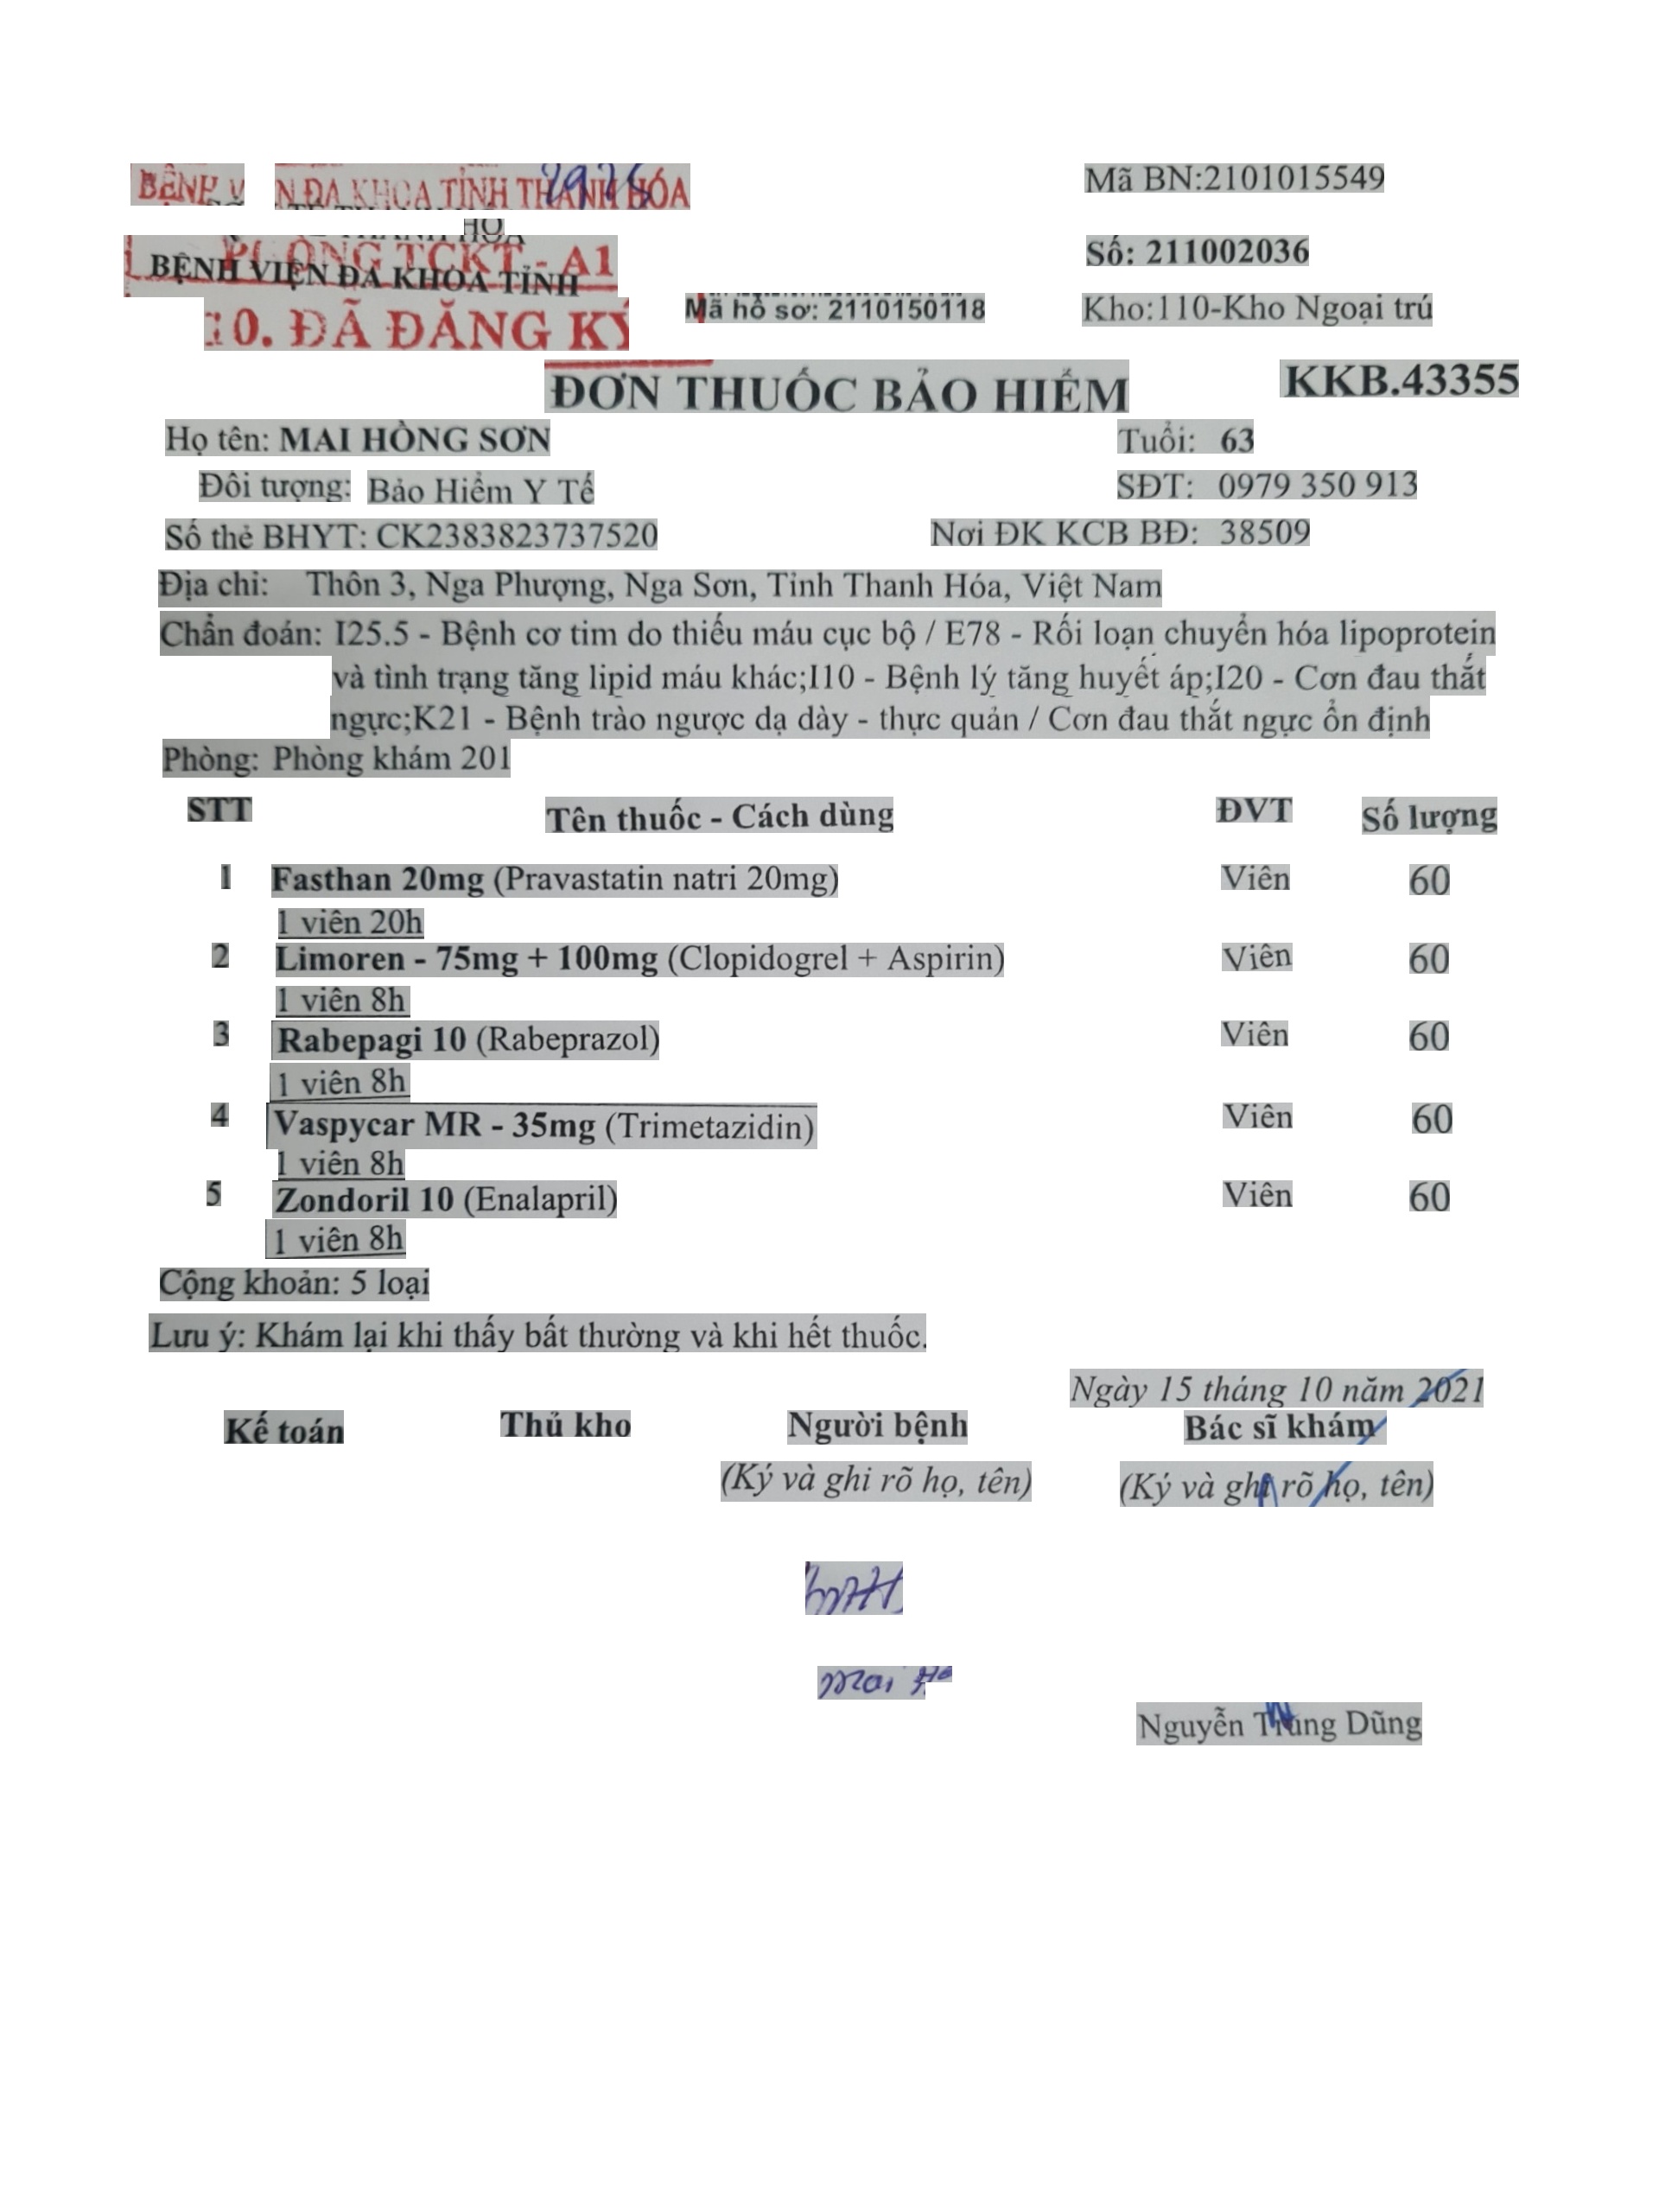 BỆNH VIỆN ĐA KHOA TỈNH THANH HÓA
Mã BN:2101015549
PHÒNG TCKT - A1
BỆNH VIỆN ĐA KHOA TỈNH
Số: 211002036
10. ĐÃ ĐĂNG KÝ
Mã hồ sơ: 2110150118
Kho:110-Kho Ngoại trú
ĐƠN THUỐC BẢO HIỂM
KKB.43355
Họ tên: MAI HỒNG SƠN
Tuổi: 63
Đối tượng: Bảo Hiểm Y Tế
SĐT: 0979 350 913
Số thẻ BHYT: CK2383823737520
Nơi ĐK KCB BĐ: 38509
Địa chỉ: Thôn 3, Nga Phượng, Nga Sơn, Tỉnh Thanh Hóa, Việt Nam
Chẩn đoán: I25.5 - Bệnh cơ tim do thiếu máu cục bộ / E78 - Rối loạn chuyển hóa lipoprotein
và tình trạng tăng lipid máu khác;I10 - Bệnh lý tăng huyết áp;I20 - Cơn đau thắt
ngực;K21 - Bệnh trào ngược dạ dày - thực quản / Cơn đau thắt ngực ổn định
Phòng: Phòng khám 201
STT Tên thuốc - Cách dùng ĐVT Số lượng
1 Fasthan 20mg (Pravastatin natri 20mg) Viên 60
1 viên 20h
2 Limoren - 75mg + 100mg (Clopidogrel + Aspirin) Viên 60
1 viên 8h
3 Rabepagi 10 (Rabeprazol) Viên 60
1 viên 8h
4 Vaspycar MR - 35mg (Trimetazidin) Viên 60
1 viên 8h
5 Zondoril 10 (Enalapril) Viên 60
1 viên 8h
Cộng khoản: 5 loại
Lưu ý: Khám lại khi thấy bất thường và khi hết thuốc.
Ngày 15 tháng 10 năm 2021
Kế toán Thủ kho Người bệnh Bác sĩ khám
(Ký và ghi rõ họ, tên) (Ký và ghi rõ họ, tên)
Mai
Nguyễn Trung Dũng